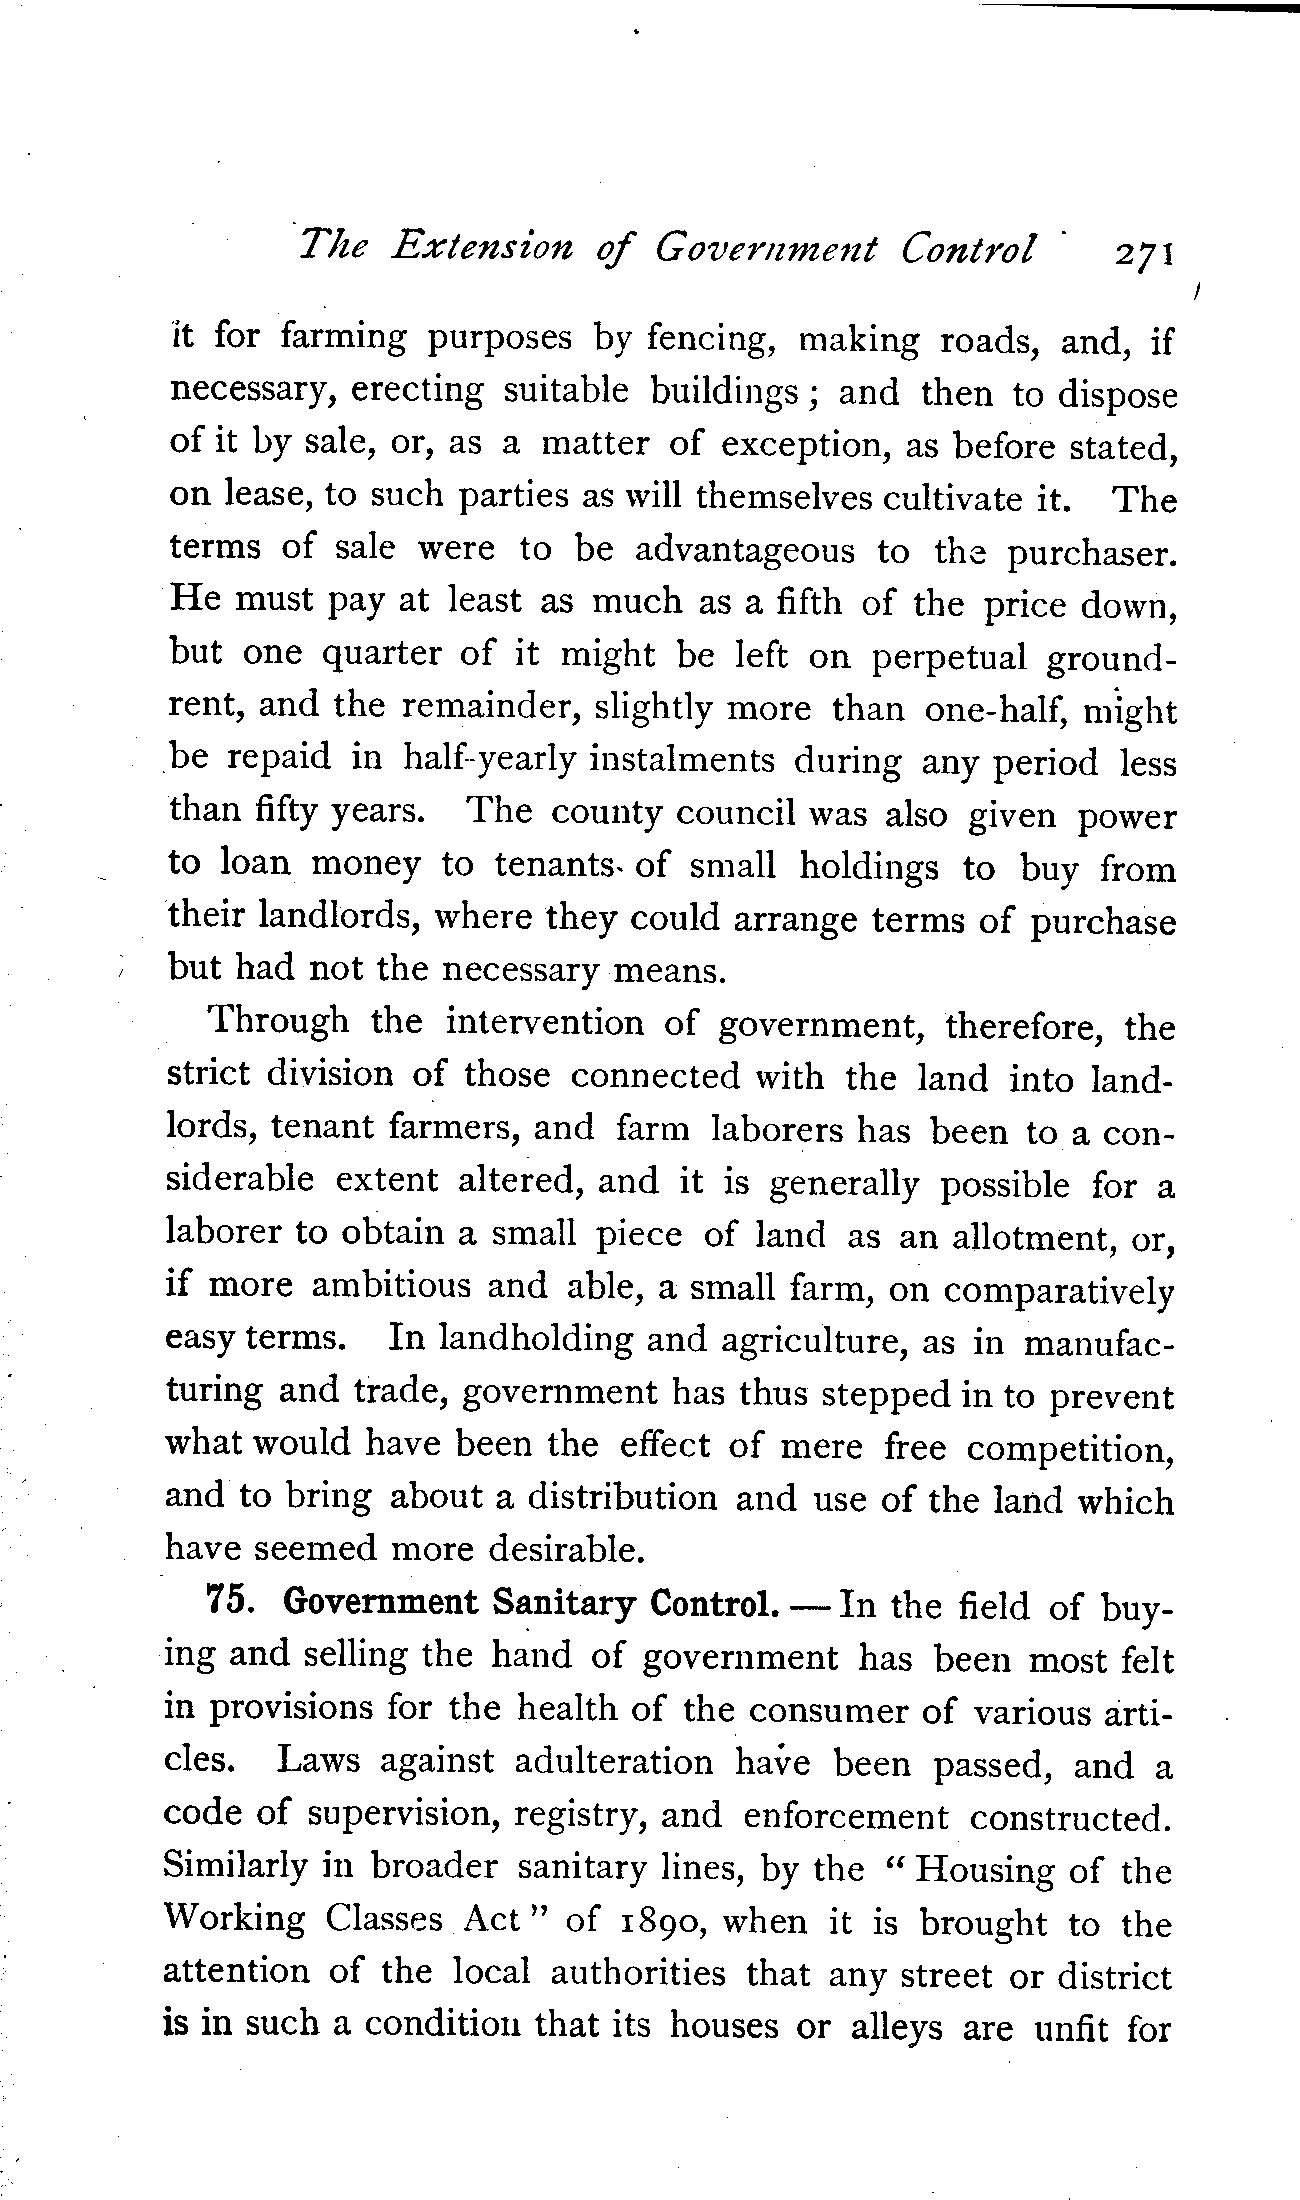 The Extension of Government Control 271
it for farming purposes by fencing, making roads, and, if
necessary, erecting suitable buildings; and then to dispose
of it by sale, or, as a matter of exception, as before stated,
on lease, to such parties as will themselves cultivate it. The
terms of sale were to be advantageous to the purchaser.
He must pay at least as much as a fifth of the price down,
but one quarter of it might be left on perpetual ground-
rent, and the remainder, slightly more than one-half, might
be repaid in half-yearly instalments during any period less
than fifty years. The county council was also given power
to loan money to tenants of small holdings to buy from
their landlords, where they could arrange terms of purchase
but had not the necessary means.
Through the intervention of government, therefore, the
strict division of those connected with the land into land-
lords, tenant farmers, and farm laborers has been to a con-
siderable extent altered, and it is generally possible for a
laborer to obtain a small piece of land as an allotment, or,
if more ambitious and able, a small farm, on comparatively
easy terms. In landholding and agriculture, as in manufac-
turing and trade, government has thus stepped in to prevent
what would have been the effect of mere free competition,
and to bring about a distribution and use of the land which
have seemed more desirable.
75. Government Sanitary Control. — In the field of buy-
ing and selling the hand of government has been most felt
in provisions for the health of the consumer of various arti-
cles. Laws against adulteration have been passed, and a
code of supervision, registry, and enforcement constructed.
Similarly in broader sanitary lines, by the "Housing of the
Working Classes Act" of 1890, when it is brought to the
attention of the local authorities that any street or district
is in such a condition that its houses or alleys are unfit for